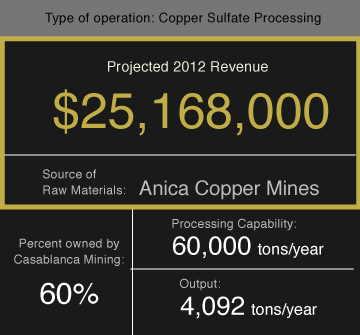 Type of operation: Copper Sulfate Processing
Projected 2012 Revenue
$25,168,000
Source of
Raw Materials: Anica Copper Mines
Percent owned by
Casablanca Mining:
60%
Processing Capability:
60,000 tons/year
Output:
4,092 tons/year